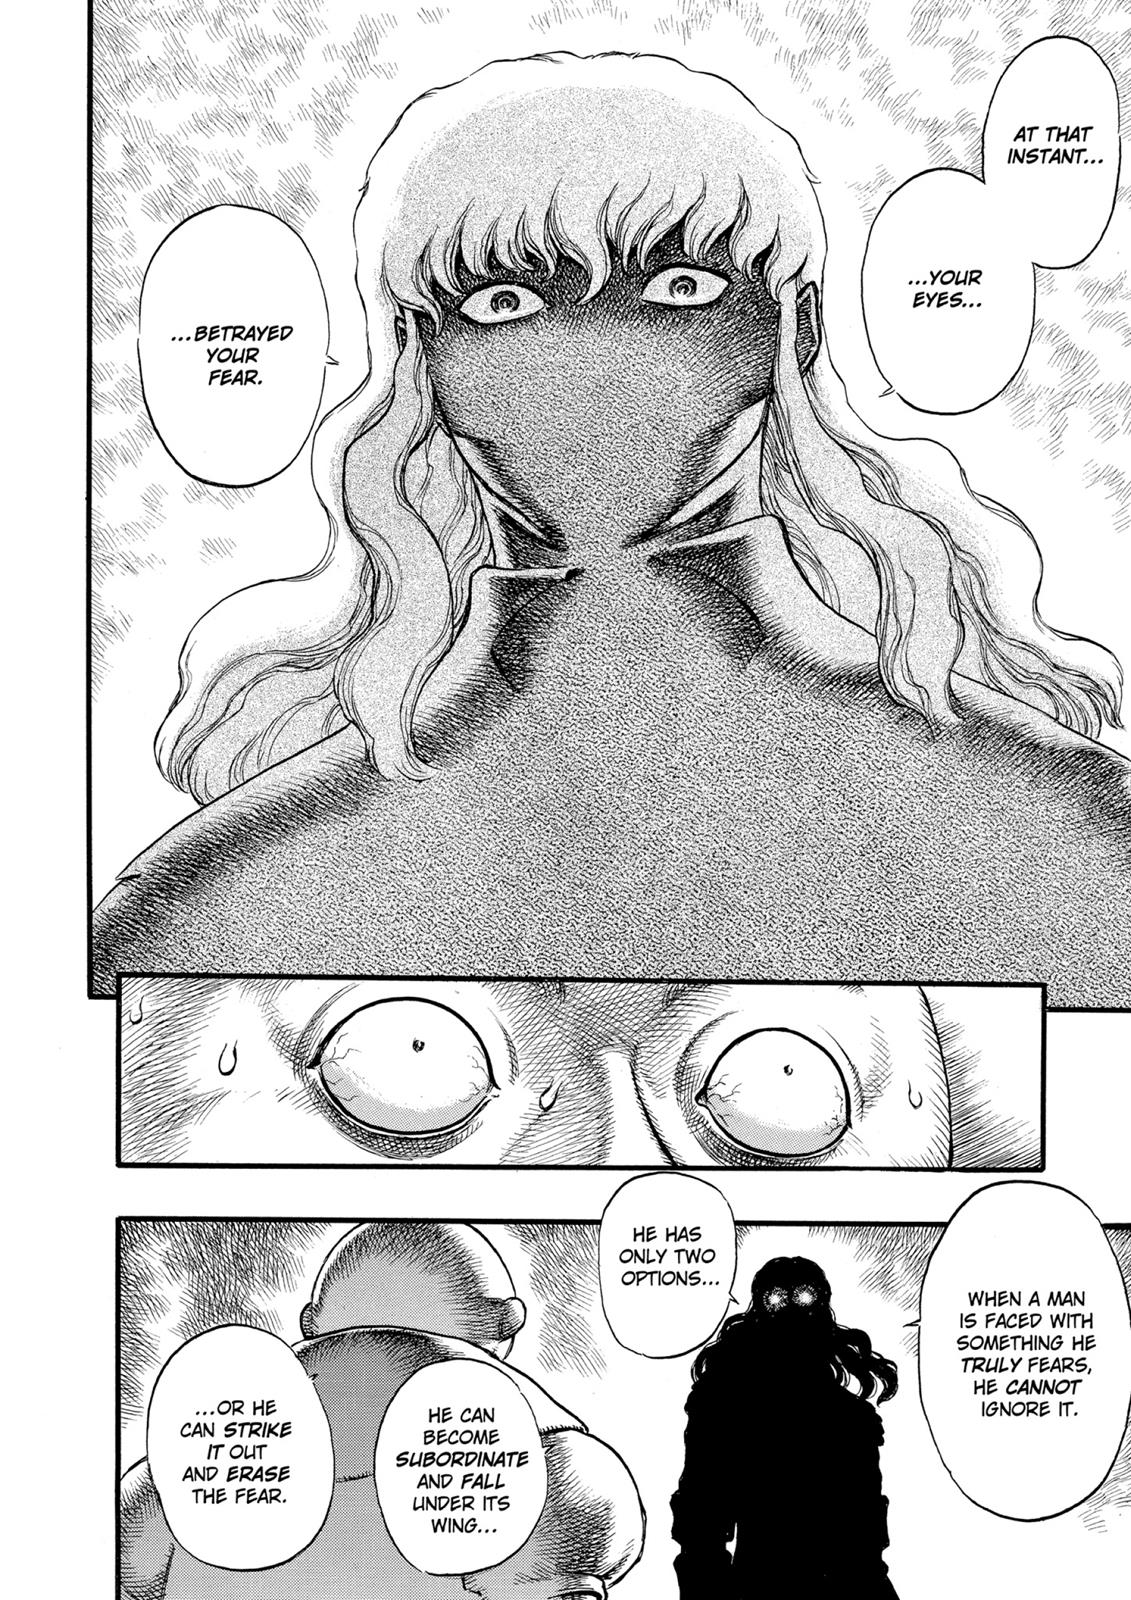 AT THAT
INSTANT...
...YOUR
EYES...
...BETRAYED
YOUR
FEAR.
WHEN A MAN
IS FACED WITH
SOMETHING HE
TRULY FEARS,
HE CANNOT
IGNORE IT.
HE HAS
ONLY TWO
OPTIONS...
HE CAN
BECOME
SUBORDINATE
AND FALL
UNDER ITS
WING...
...OR HE
CAN STRIKE
IT OUT
AND ERASE
THE FEAR.